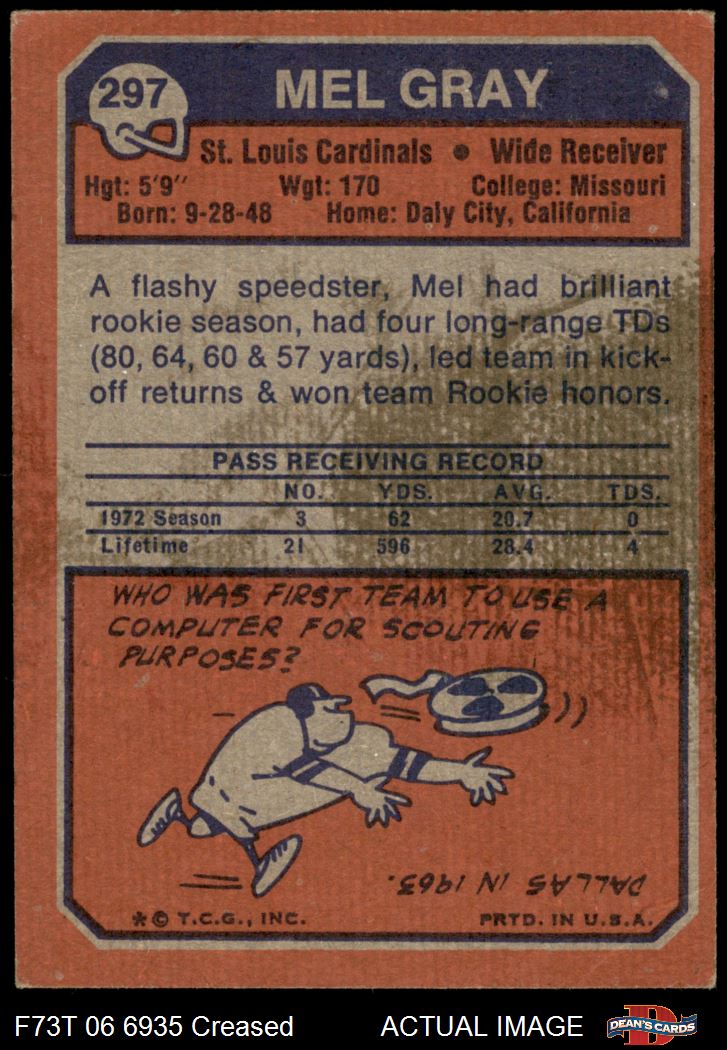 297
MEL GRAY
St. Louis Cardinals • Wide Receiver
Hgt: 5'9" Wgt: 170 College: Missouri
Born: 9-28-48 Home: Daly City, California
A flashy speedster, Mel had brilliant
rookie season, had four long-range TDs
(80, 64, 60 & 57 yards), led team in kick-
off returns & won team Rookie honors.
PASS RECEIVING RECORD
NO. YDS. AVG. TDS.
1972 Season 3 62 20.7 0
Lifetime 21 596 28.4 4
WHO WAS FIRST TEAM TO USE A
COMPUTER FOR SCOUTING
PURPOSES?
DALLAS IN 1963.
* © T.C.G., INC. PRTD. IN U.S.A.
F73T 06 6935 Creased ACTUAL IMAGE
D
DEAN'S CARDS